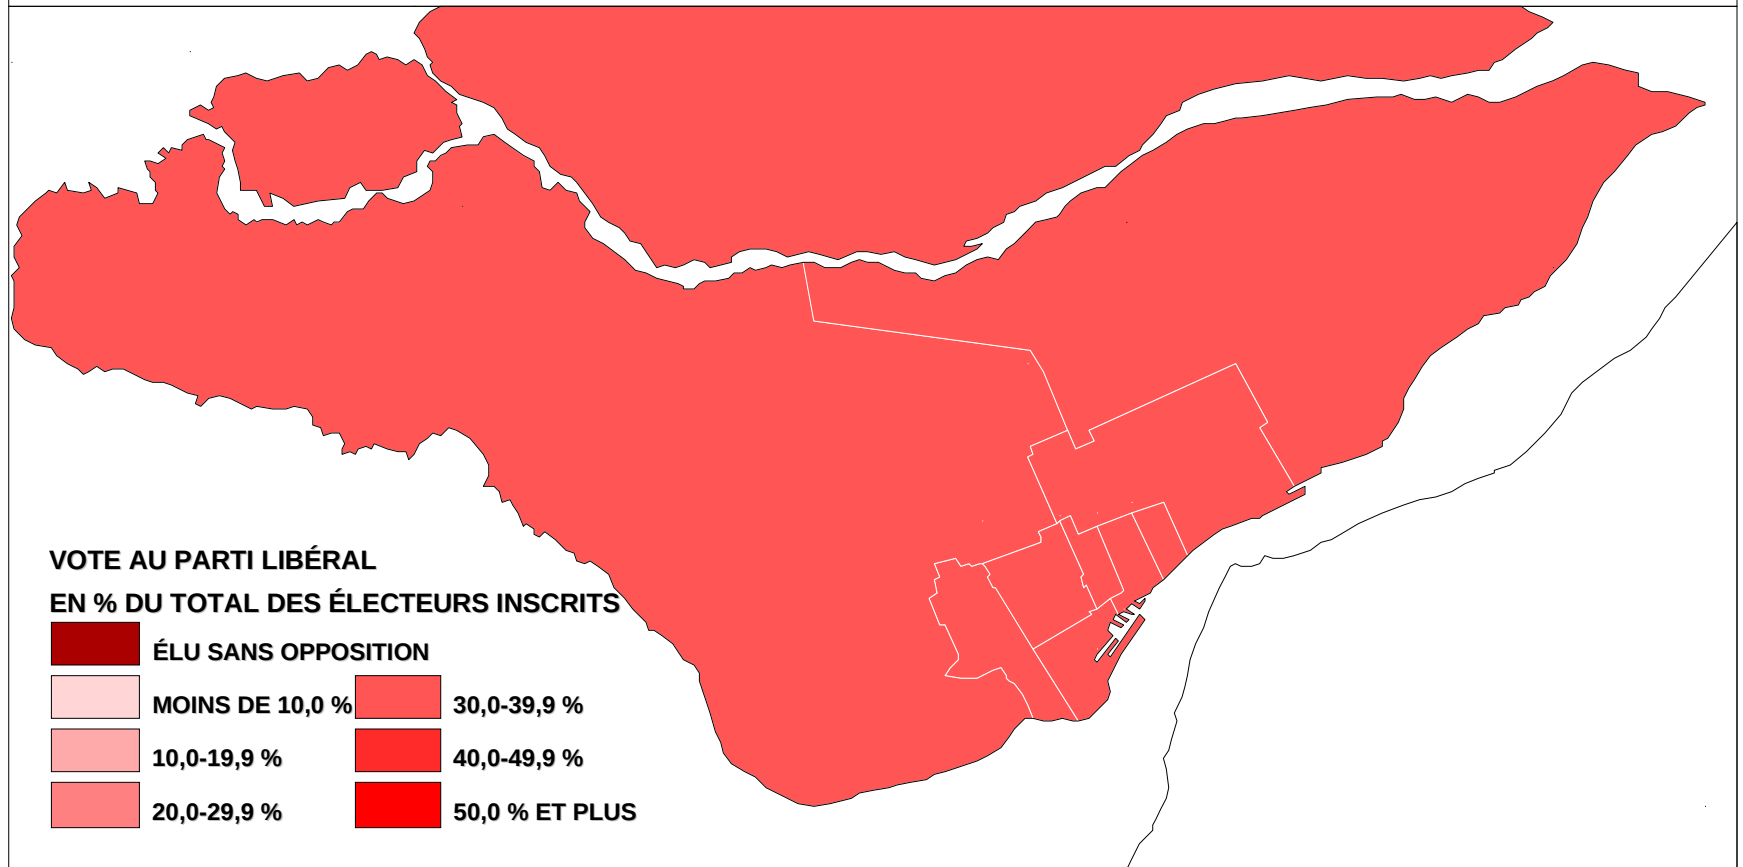 VOTE AU PARTI LIBÉRAL
EN % DU TOTAL DES ÉLECTEURS INSCRITS
ÉLU SANS OPPOSITION
MOINS DE 10,0 %
30,0-39,9 %
10,0-19,9 %
40,0-49,9 %
20,0-29,9 %
50,0 % ET PLUS